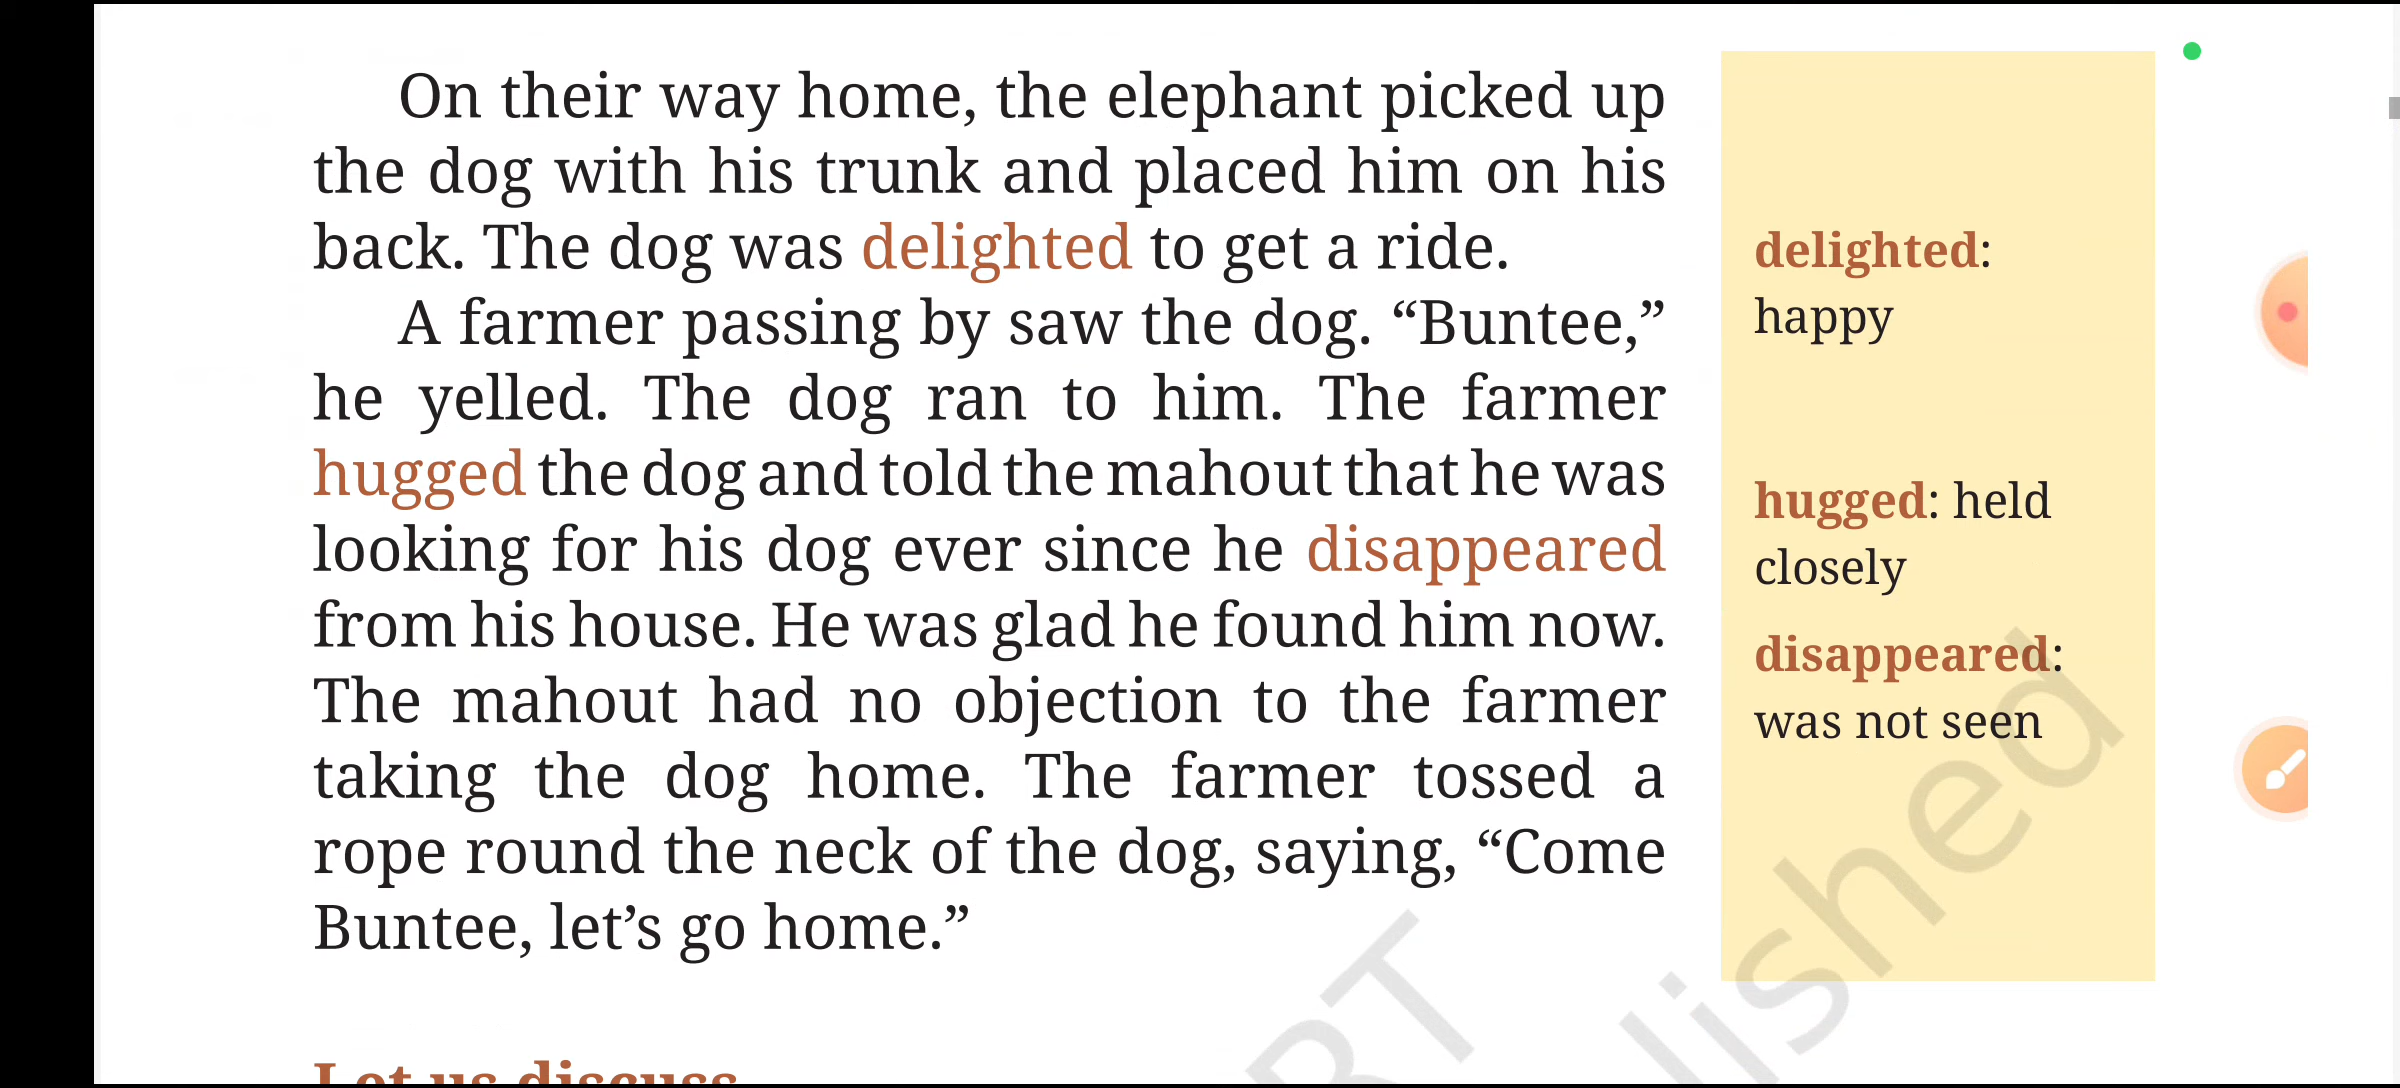 On their way home, the elephant picked up
the dog with his trunk and placed him on his
back. The dog was delighted to get a ride.
A farmer passing by saw the dog. “Buntee,”
he yelled. The dog ran to him. The farmer
hugged the dog and told the mahout that he was
looking for his dog ever since he disappeared
from his house. He was glad he found him now.
The mahout had no objection to the farmer
taking the dog home. The farmer tossed a
rope round the neck of the dog, saying, “Come
Buntee, let’s go home.”
delighted:
happy
hugged: held
closely
disappeared:
was not seen
Let us discuss